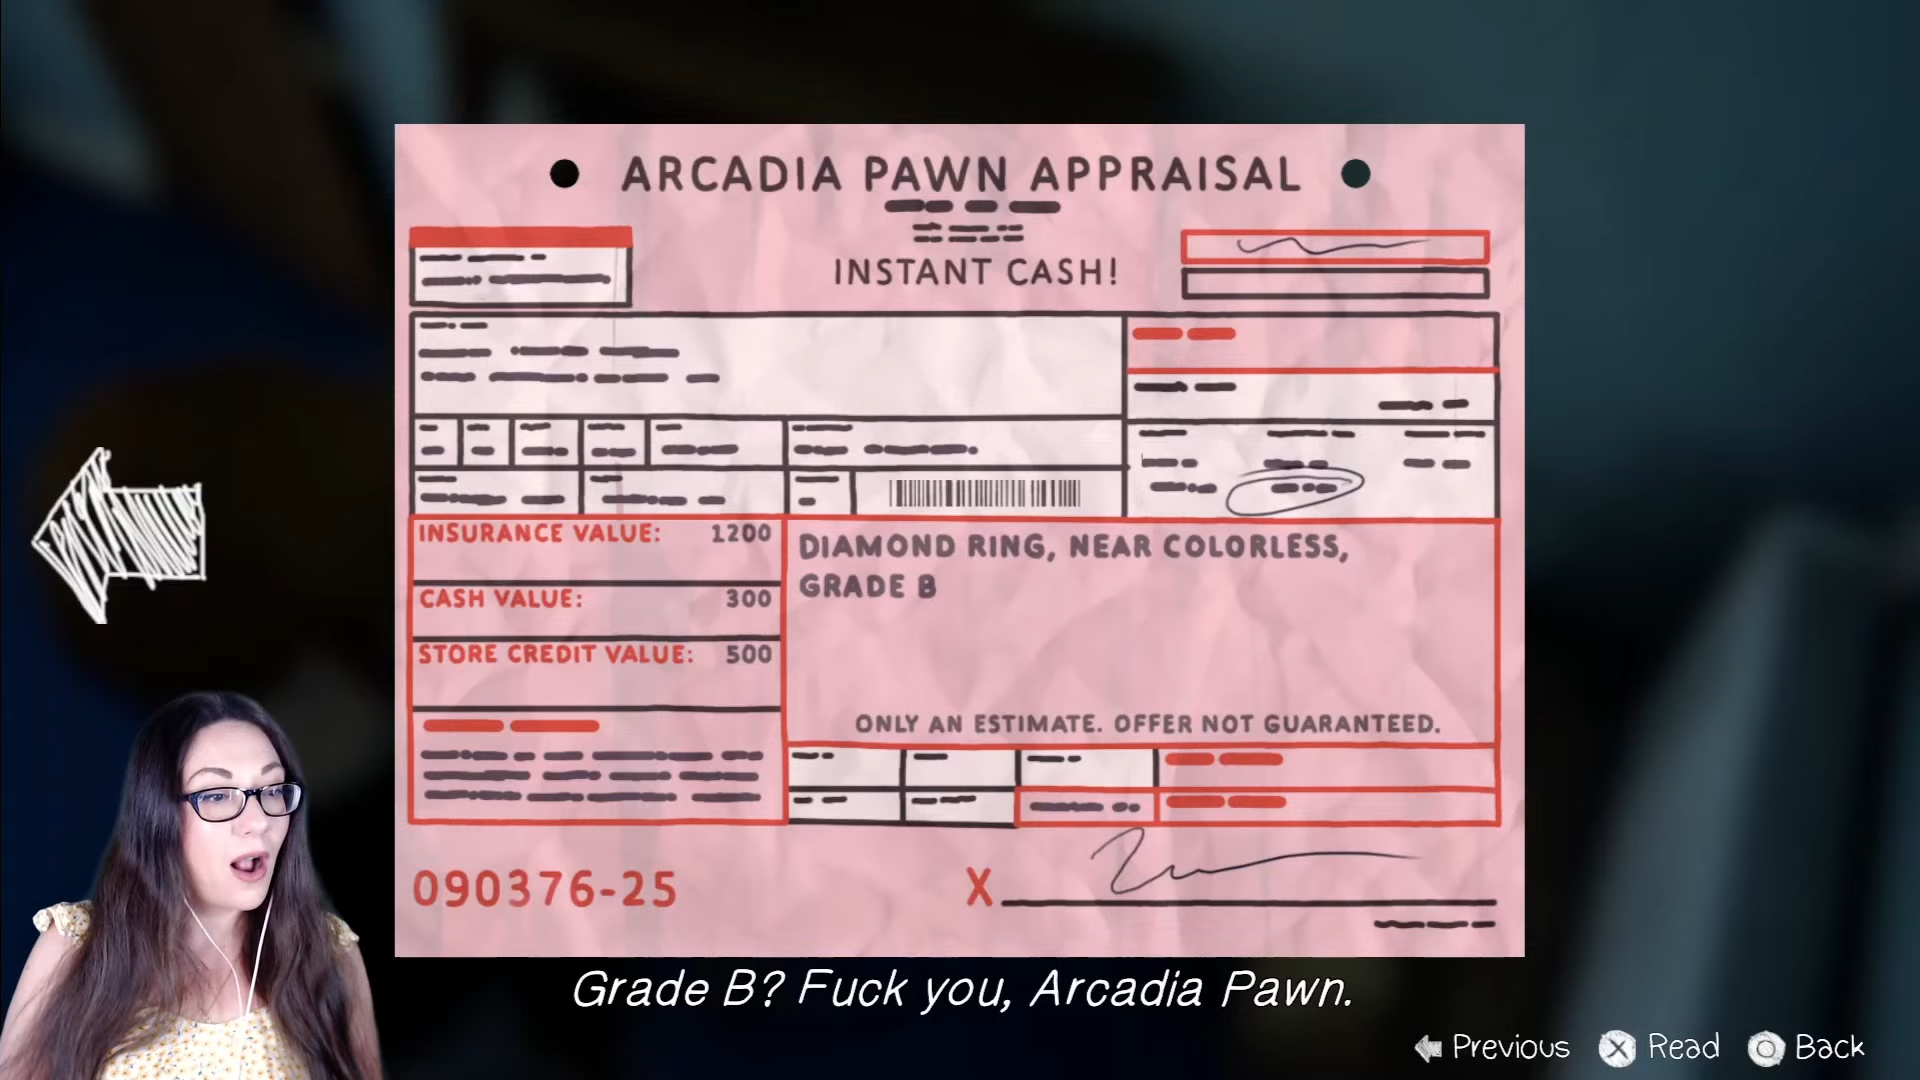 ARCADIA PAWN APPRAISAL
INSTANT CASH!
INSURANCE VALUE: 1200
CASH VALUE: 300
STORE CREDIT VALUE: 500
DIAMOND RING, NEAR COLORLESS,
GRADE B
ONLY AN ESTIMATE. OFFER NOT GUARANTEED.
090376-25
X
Grade B? Fuck you, Arcadia Pawn.
Previous
Read
Back